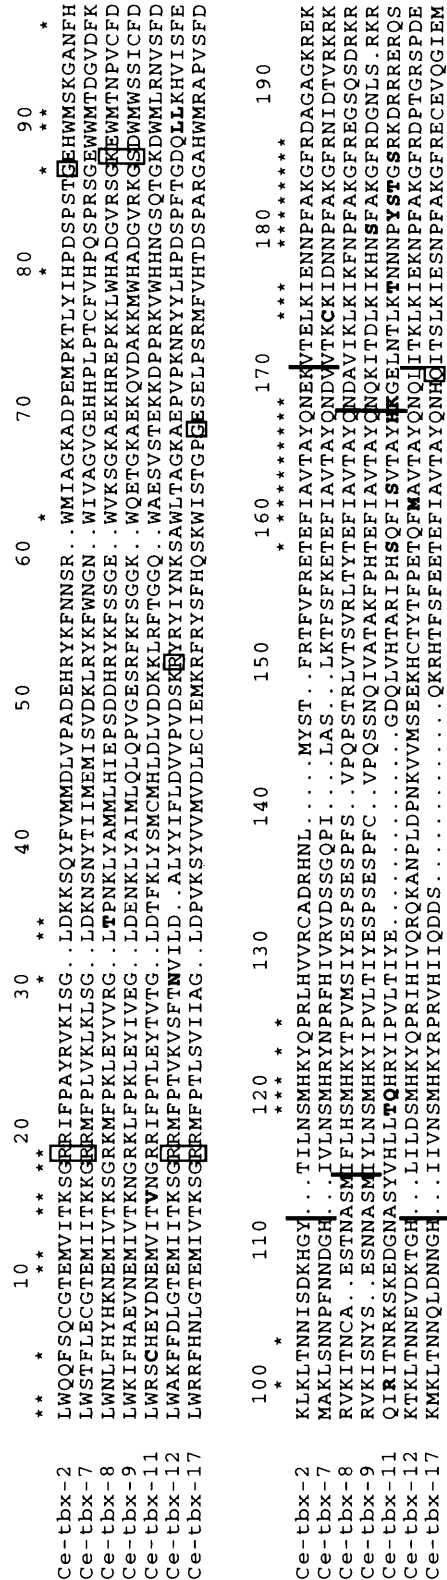 10 20 30 40 50 60 70 80 90
** * ** ** ** * ** * * * ** *
Ce-tbx-2 LWQQFSQCGTEMVITKSGRRIFPAYRVKISG..LDKKSQYFVMMDLVPADEHRYKFNNSR..WMIAGKADPEMPKTLYIHPDSPSTGEHWMSKGANFH
Ce-tbx-7 LWSTFLECGTEMIITKKGRRMFPLVKLKLSG..LDKNSNYTIIMEMISVDKLRYKFWNGN..WIVAGVGEHHPLPTCFVHPQSPRSGEWWMTDGVDFK
Ce-tbx-8 LWNLFHYHKNEMIVTKSGRKMFPKLEYVVRG..LTPNKLYAMMLHIEPSDDHRYKFSSGE..WVKSGKAEKHREPKKLWHADGVRSGKEWMTNPVCFD
Ce-tbx-9 LWKIFHAEVNEMIVTKNGRKLFPKLEYIVEG..LDENKLYAIMLQLQPVGESRFKFSGGK..WQETGKAEKQVDAKKMWHADGVRKGSDWMWSSICFD
Ce-tbx-11 LWRSCHEYDNEMVITVNGRRIFPTLEYTVTG..LDTFKLYSMCMHLDLVDDKKLRFTGGQ..WAESVSTEKKDPPRKVWHHNGSQTGKDWMLRNVSFD
Ce-tbx-12 LWAKFFDLGTEMIITKSGRRMFPTVKVSFTNVILD..ALYYIFLDVVPVDSKRYRYIYNKSAWLTAGKAEPVPKNRYYLHPDSPFTGDQLLKHVISFE
Ce-tbx-17 LWRRFHNLGTEMIVTKSGRRMFPTLSVIIAG..LDPVKSYVVMVDLECIEMKRFRYSFHQSKWISTGPGESELPSRMFVHTDSPARGAHWMRAPVSFD
100 110 120 130 140 150 160 170 180 190
* * *** * * * ********** *** *********
Ce-tbx-2 KLKLTNNISDKHGY...TILNSMHKYQPRLHVVRCADRHNL.....MYST..FRTFVFRETEFIAVTAYQNEKVTELKIENNPFAKGFRDAGAGKREK
Ce-tbx-7 MAKLSNNPFNNDGH...IVLNSMHRYNPRFHIVRVDSSGQPI....LAS...LKTFSFKETEFIAVTAYQNDVVTKCKIDNNPFAKGFRNIDTVRKRK
Ce-tbx-8 RVKITNCA..ESTNASMIFLHSMHKYTPVMSIYESPSESPFS..VPQPSTRLVTSVRLTYTEFIAVTAYQNDAVIKLKIKFNPFAKGFREGSQSDRKR
Ce-tbx-9 RVKISNYS..ESNNASMIYLNSMHKYIPVLTIYESPSESPFC..VPQSSNQIVATAKFPHTEFIAVTAYQNQKITDLKIKHNSFAKGFRDGNLS.RKR
Ce-tbx-11 QIRITNRKSKEDGNASYVHLLTQHRYIPVLTIYE...........GDQLVHTARIPHSQFISVTAYHKGELNTLKTNNNPYSTGSRKDRRRERQS
Ce-tbx-12 KTKLTNNEVDKTGH...LILDSMHKYQPRIHIVQRQKANPLDPNKVVMSEEKHCTYTFPETQFMAVTAYQNQLITKLKIEKNPFAKGFRDPTGRSPDE
Ce-tbx-17 KMKLTNNQLDNNGH...IIVNSMHKYRPRVHIIQDDS..........QKRHTFSFEETEFIAVTAYQNHQITSLKIESNPFAKGFRECEVQGIEM